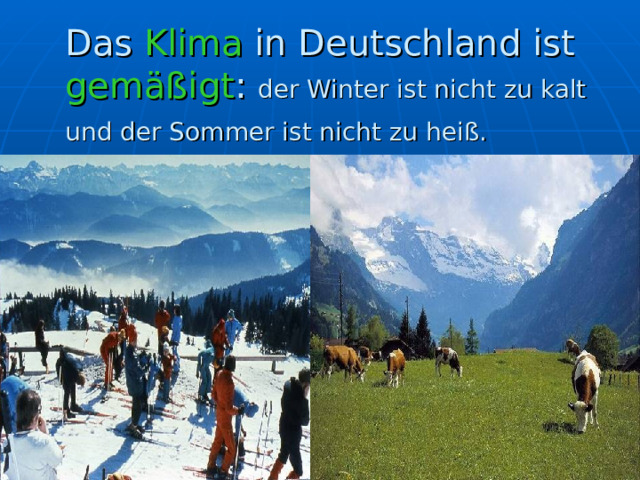 Das Klima in Deutschland ist
gemäßigt: der Winter ist nicht zu kalt
und der Sommer ist nicht zu heiß.